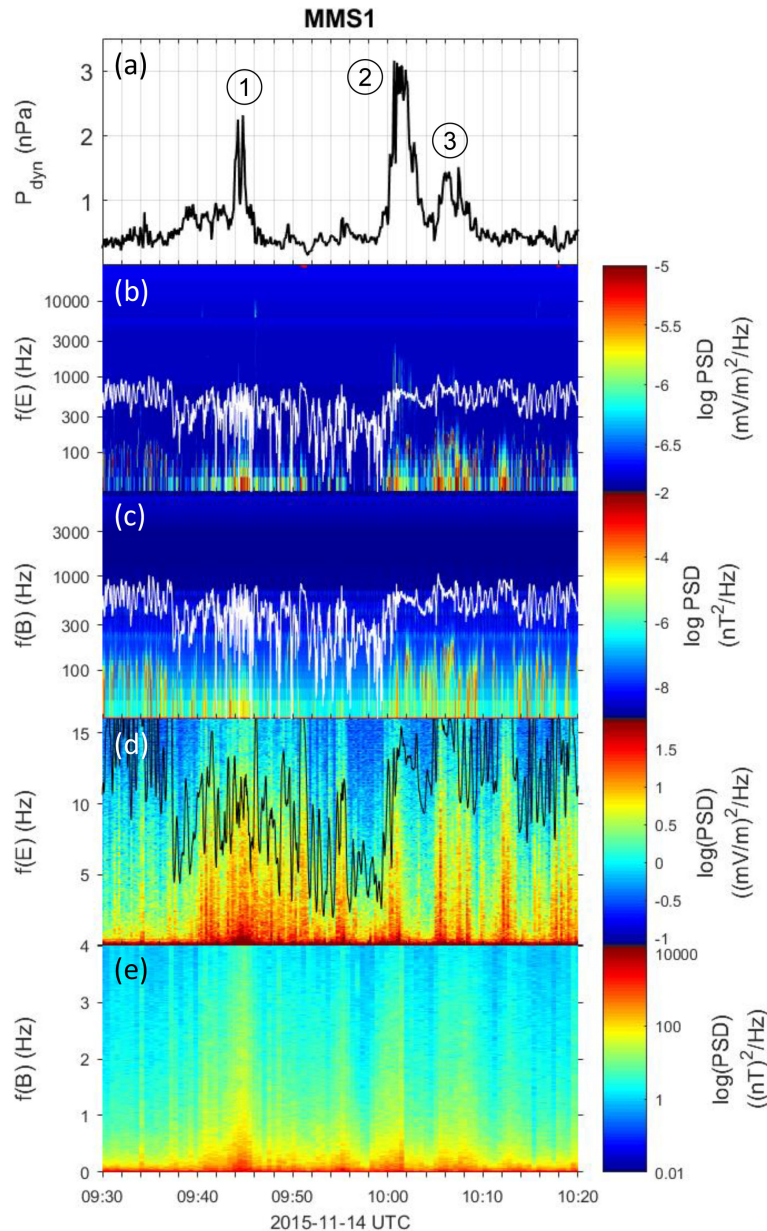 MMS1
(a)
1
2
3
P_dyn (nPa)
3
2
1
(b)
f(E) (Hz)
10000
3000
1000
300
100
-5
-5.5
-6
-6.5
log PSD
(mV/m)^2/Hz)
(c)
f(B) (Hz)
3000
1000
300
100
-2
-4
-6
-8
log PSD
(nT^2/Hz)
(d)
f(E) (Hz)
15
10
5
0
1.5
1
0.5
0
-0.5
-1
log(PSD)
((mV/m)^2/Hz)
(e)
f(B) (Hz)
4
3
2
1
0
10000
100
1
0.01
log(PSD)
((nT)^2/Hz)
09:30 09:40 09:50 10:00 10:10 10:20
2015-11-14 UTC